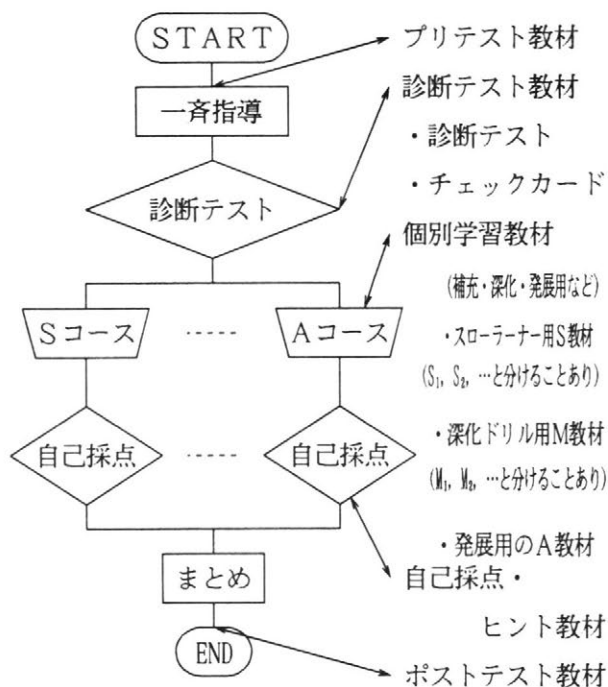 START
プリテスト教材
一斉指導
診断テスト教材
・診断テスト
・チェックカード
診断テスト
個別学習教材
(補充・深化・発展用など)
Sコース ‥‥‥ Aコース
・スローラーナー用S教材
(S₁, S₂, …と分けることあり)
自己採点 ‥‥‥ 自己採点
・深化ドリル用M教材
(M₁, M₂, …と分けることあり)
・発展用のA教材
まとめ
自己採点・
ヒント教材
END
ポストテスト教材